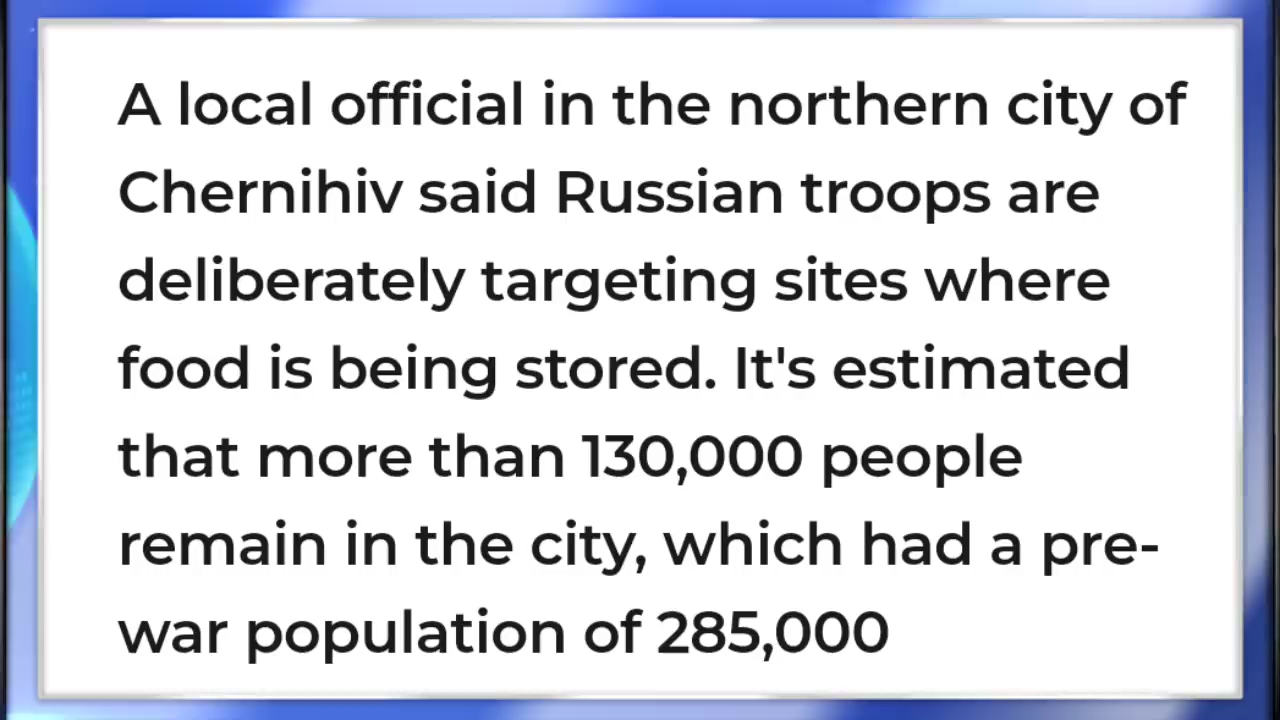 A local official in the northern city of
Chernihiv said Russian troops are
deliberately targeting sites where
food is being stored. It's estimated
that more than 130,000 people
remain in the city, which had a pre-
war population of 285,000